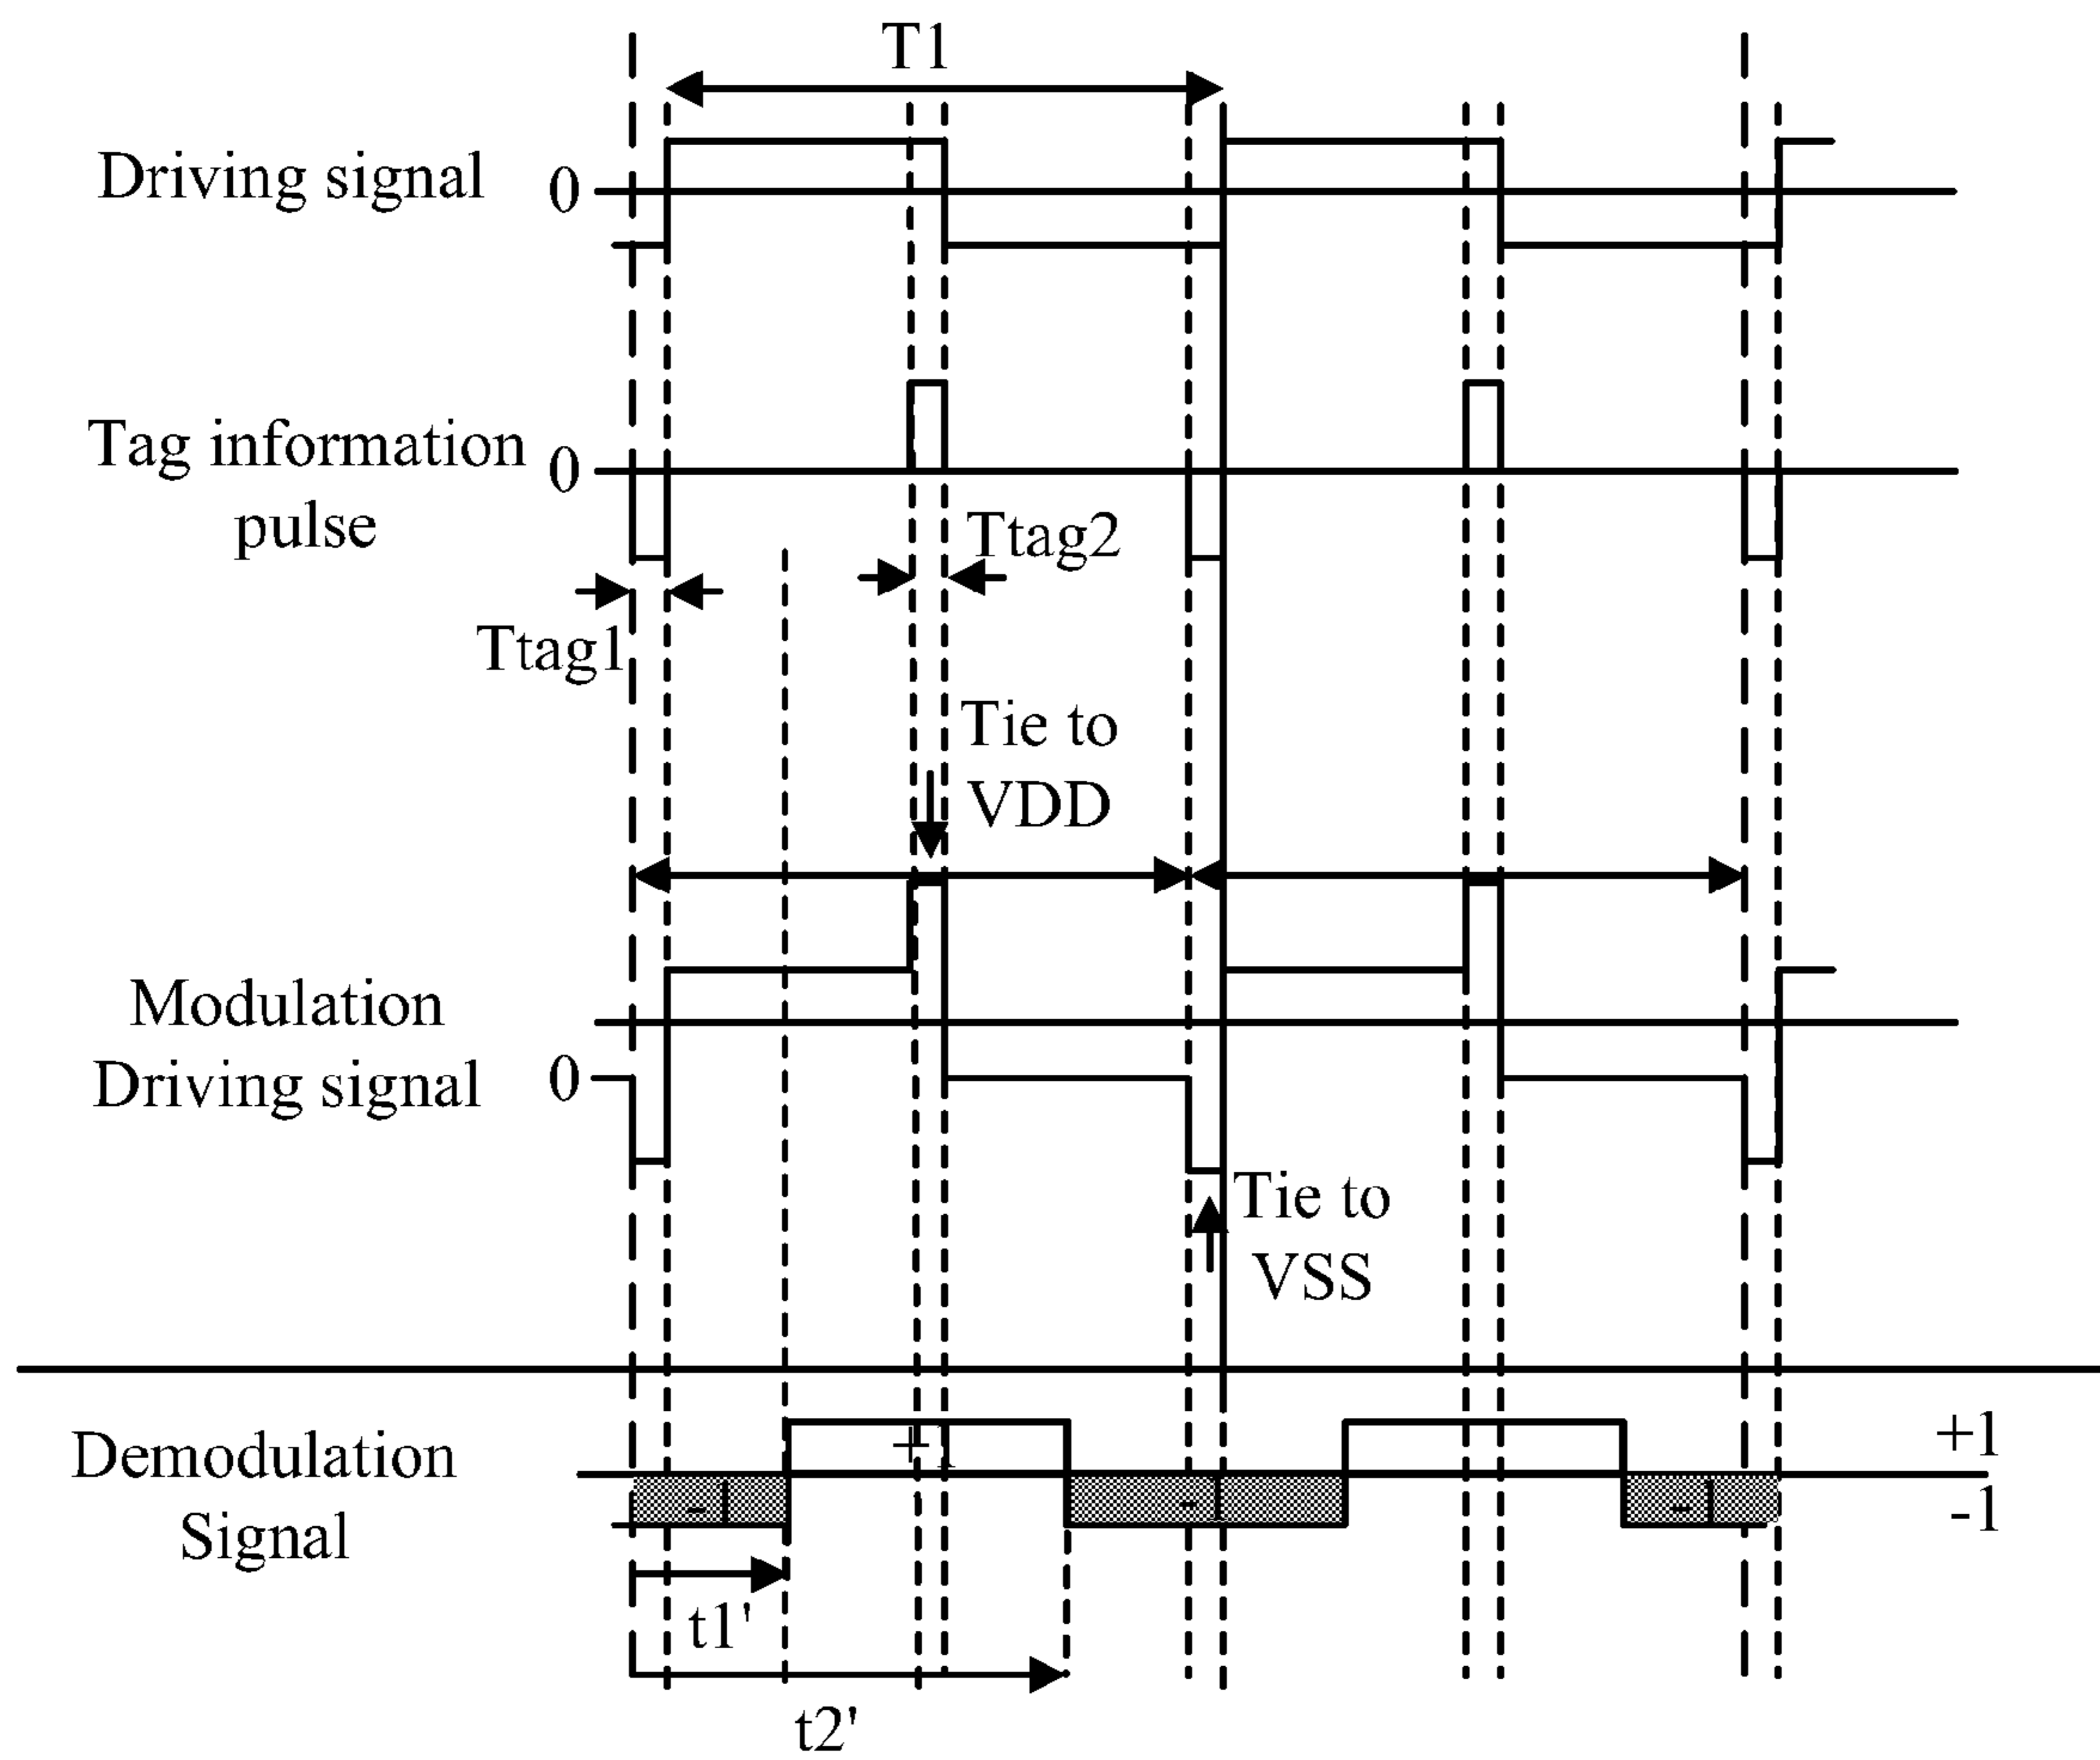 T1
Driving signal 0
Tag information 0
pulse
Ttag2
Ttag1
Tie to
VDD
Modulation
Driving signal 0
Tie to
VSS
Demodulation
Signal
+1
+1
-1
t1'
t2'